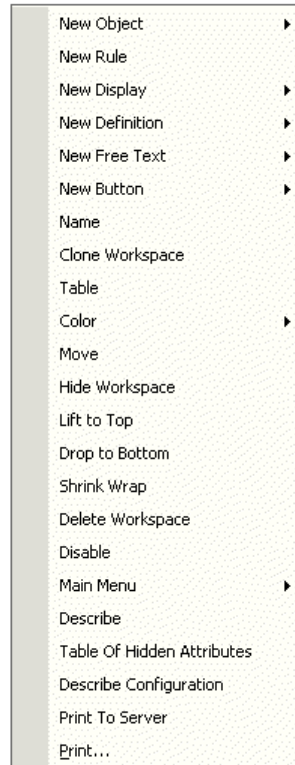 New Object
New Rule
New Display
New Definition
New Free Text
New Button
Name
Clone Workspace
Table
Color
Move
Hide Workspace
Lift to Top
Drop to Bottom
Shrink Wrap
Delete Workspace
Disable
Main Menu
Describe
Table Of Hidden Attributes
Describe Configuration
Print To Server
Print...